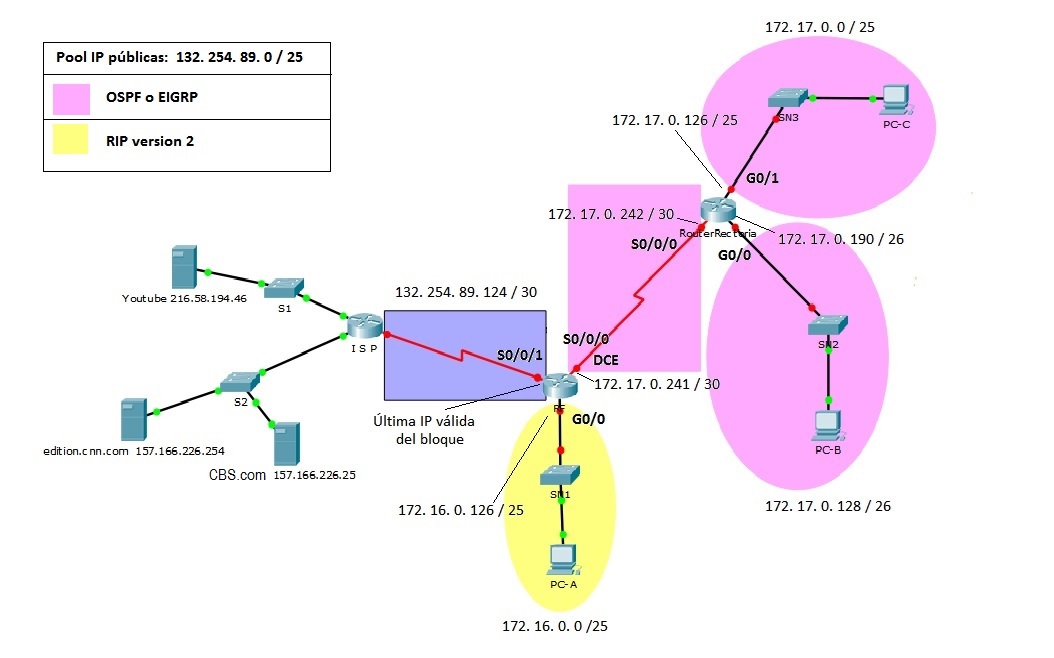 Pool IP públicas: 132. 254. 89. 0 / 25
OSPF o EIGRP
RIP version 2
172. 17. 0. 0 / 25
SN3
PC-C
172. 17. 0. 126 / 25
G0/1
172. 17. 0. 242 / 30
RouterRectoria
S0/0/0
G0/0
172. 17. 0. 190 / 26
Youtube 216.58.194.46
S1
132. 254. 89. 124 / 30
I S P
S0/0/1
S0/0/0
DCE
SN2
172. 17. 0. 241 / 30
S2
Última IP válida
del bloque
G0/0
edition.cnn.com 157.166.226.254
CBS.com 157.166.226.25
PC-B
SN1
172. 16. 0. 126 / 25
172. 17. 0. 128 / 26
PC-A
172. 16. 0. 0 /25